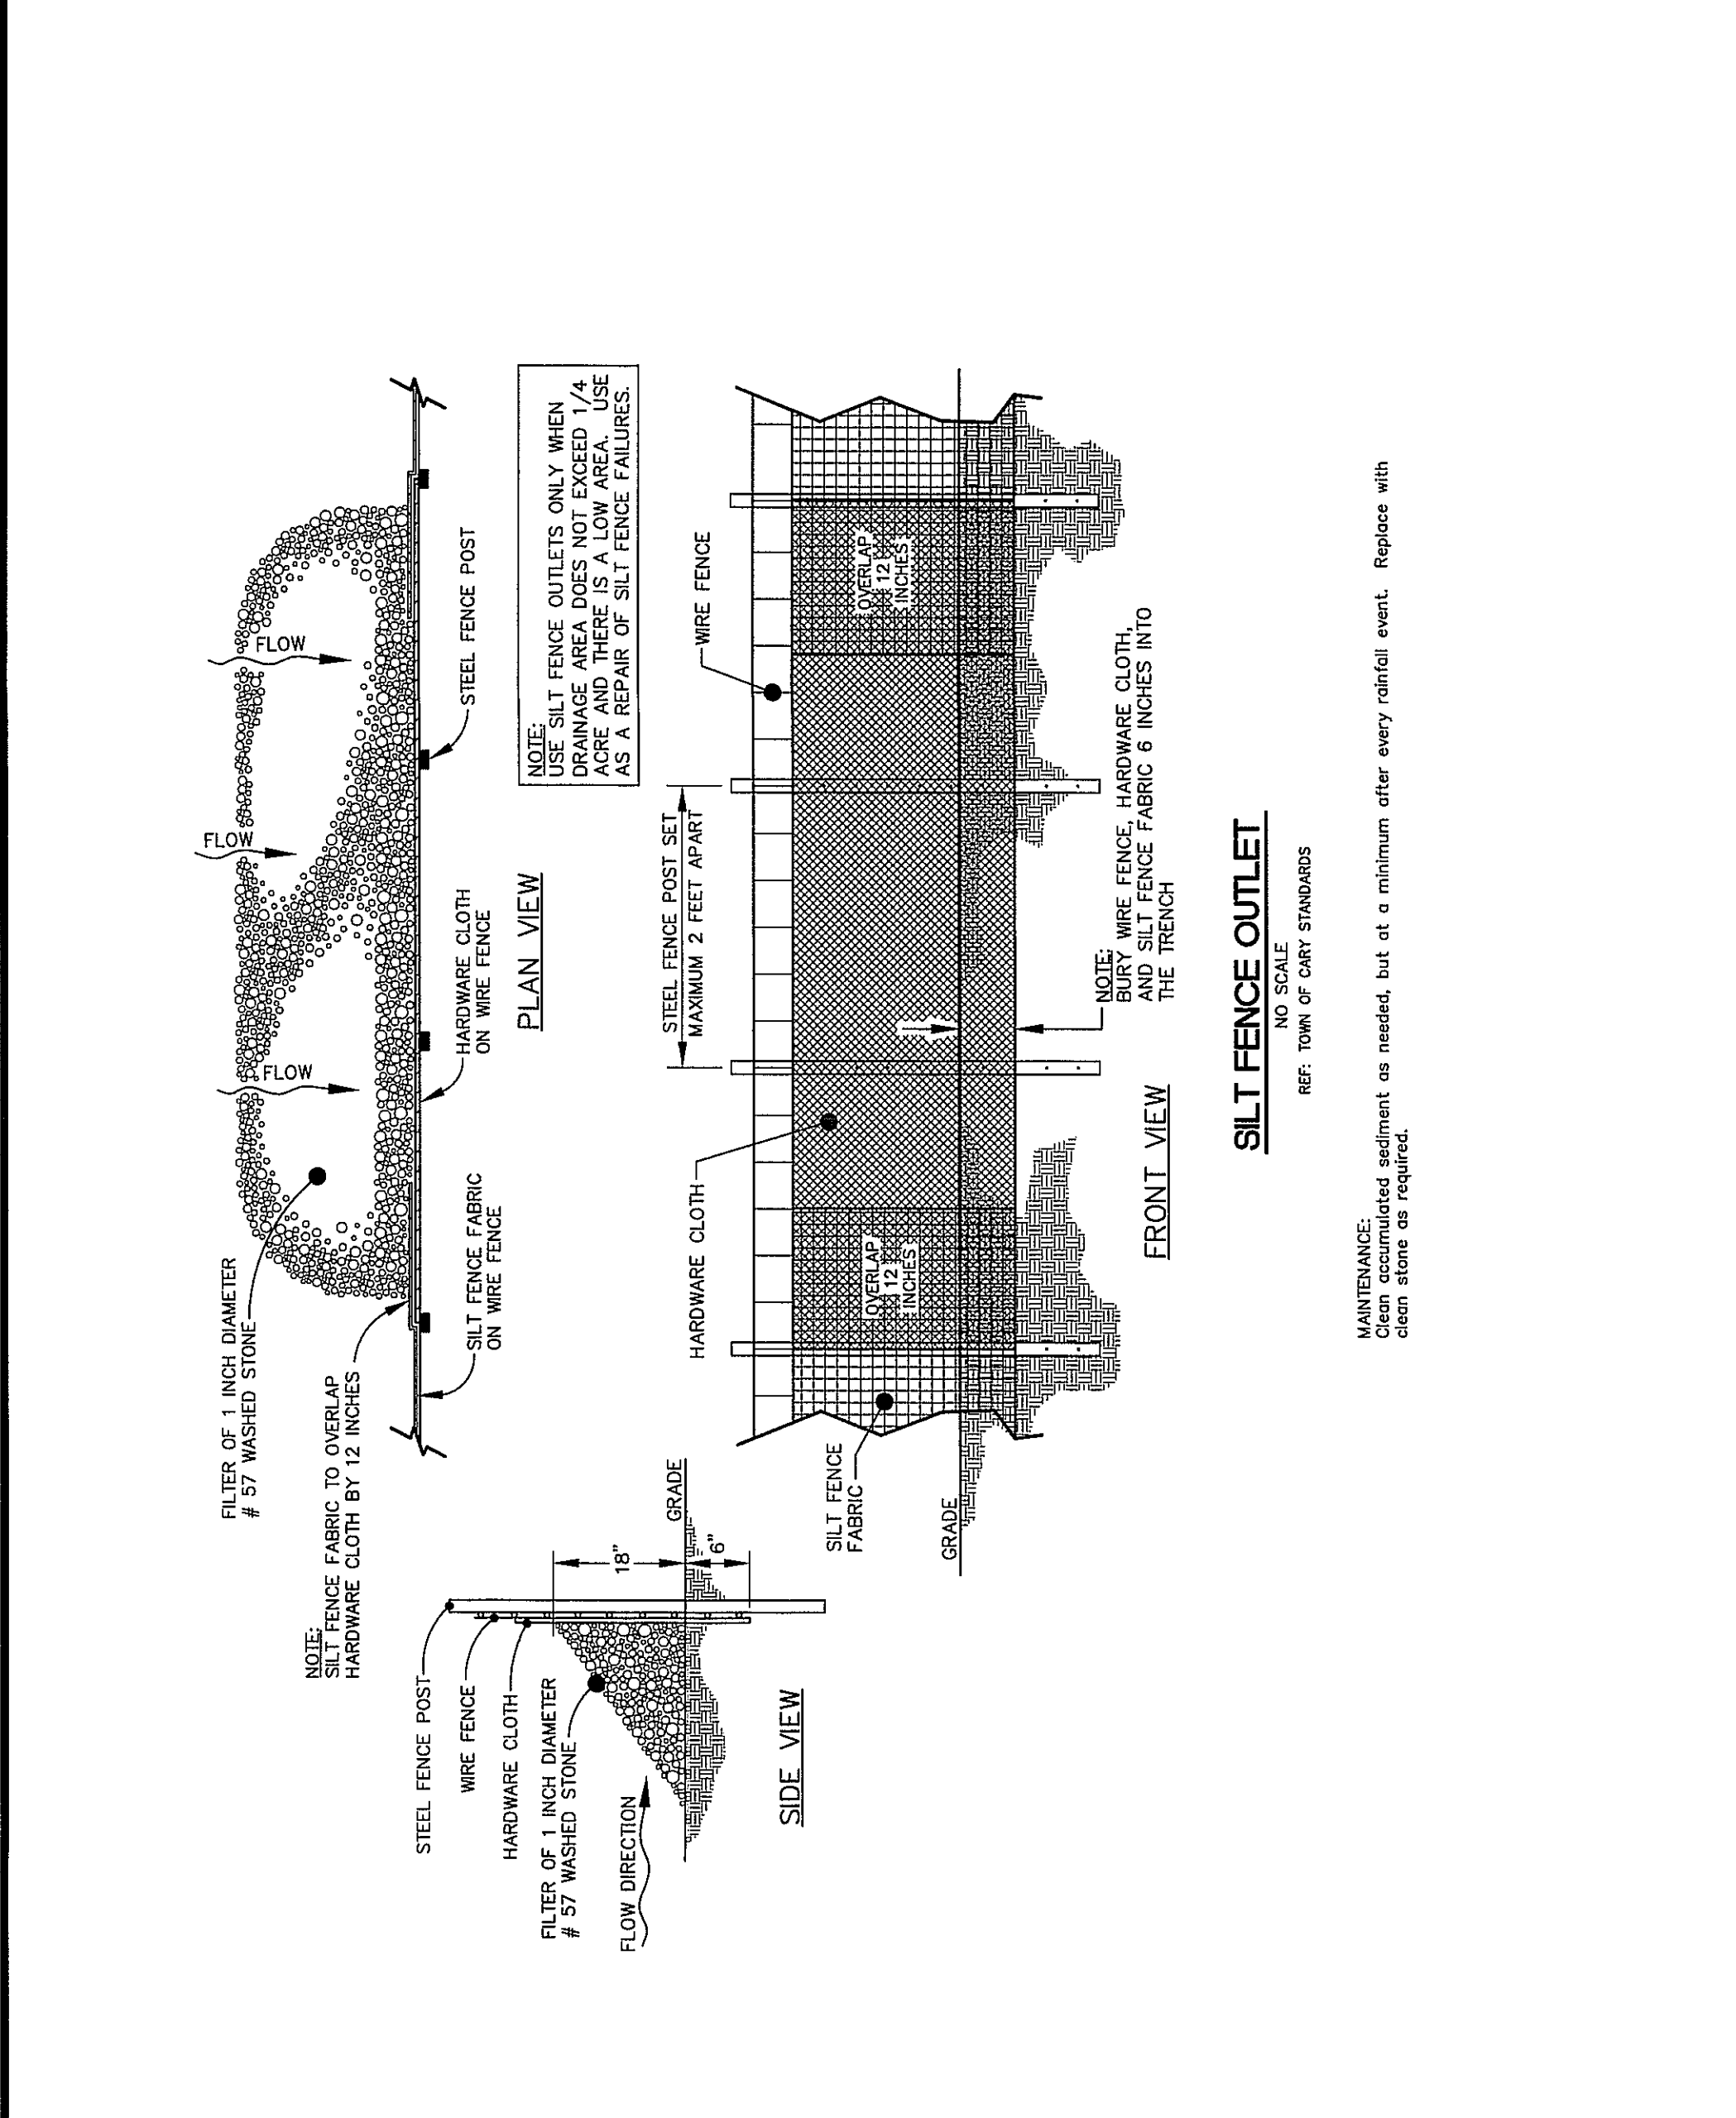 FILTER OF 1 INCH DIAMETER
# 57 WASHED STONE
FLOW
FLOW
FLOW
NOTE:
SILT FENCE FABRIC TO OVERLAP
HARDWARE CLOTH BY 12 INCHES
SILT FENCE FABRIC
ON WIRE FENCE
HARDWARE CLOTH
ON WIRE FENCE
STEEL FENCE POST
PLAN VIEW
NOTE:
USE SILT FENCE OUTLETS ONLY WHEN
DRAINAGE AREA DOES NOT EXCEED 1/4
ACRE AND THERE IS A LOW AREA. USE
AS A REPAIR OF SILT FENCE FAILURES.
STEEL FENCE POST
WIRE FENCE
HARDWARE CLOTH
FILTER OF 1 INCH DIAMETER
# 57 WASHED STONE
FLOW DIRECTION
18"
6"
GRADE
SIDE VIEW
STEEL FENCE POST SET
MAXIMUM 2 FEET APART
WIRE FENCE
HARDWARE CLOTH
OVERLAP
12
INCHES
OVERLAP
12
INCHES
SILT FENCE
FABRIC
GRADE
NOTE:
BURY WIRE FENCE, HARDWARE CLOTH,
AND SILT FENCE FABRIC 6 INCHES INTO
THE TRENCH
FRONT VIEW
SILT FENCE OUTLET
NO SCALE
REF: TOWN OF CARY STANDARDS
MAINTENANCE:
Clean accumulated sediment as needed, but at a minimum after every rainfall event. Replace with
clean stone as required.